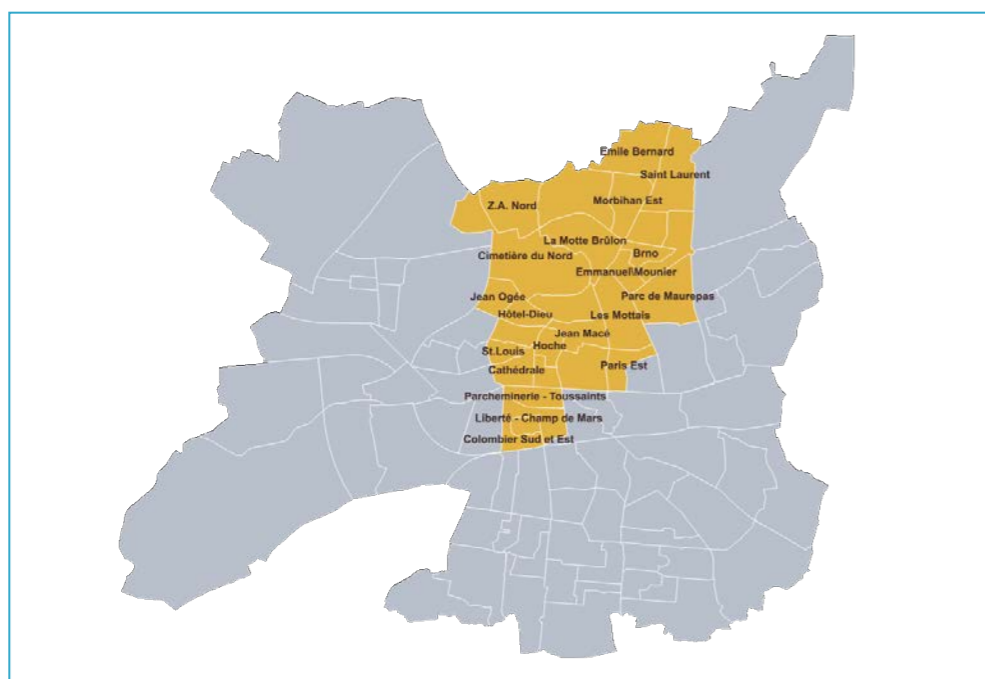 Emile Bernard
Saint Laurent
Morbihan Est
Z.A. Nord
La Motte Brûlon
Brno
Cimetière du Nord
Emmanuel\Mounier
Jean Ogée
Parc de Maurepas
Hôtel-Dieu
Les Mottais
Jean Macé
Hoche
St.Louis
Paris Est
Cathédrale
Parcheminerie - Toussaints
Liberté - Champ de Mars
Colombier Sud et Est